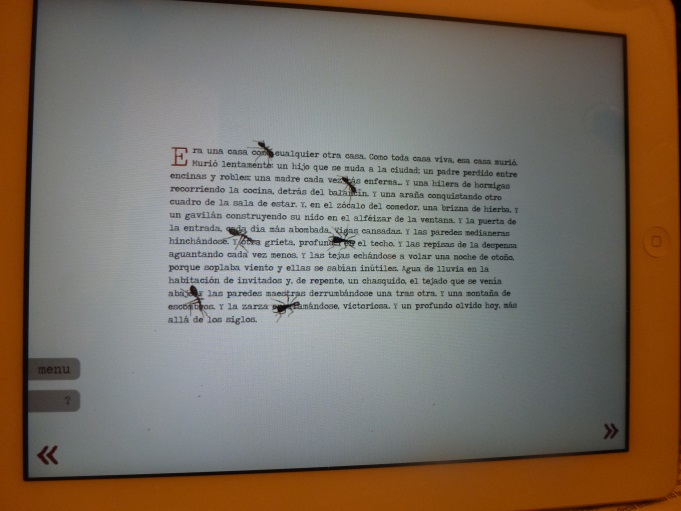 Era una casa como cualquier otra casa. Como toda casa viva, esa casa murió.
Murió lentamente: un hijo que se muda a la ciudad; un padre perdido entre
encinas y robles; una madre cada vez más enferma... Y una hilera de hormigas
recorriendo la cocina, detrás del balancín. Y una araña conquistando otro
cuadro de la sala de estar. Y, en el zócalo del comedor, una brizna de hierba. Y
un gavilán construyendo su nido en el alféizar de la ventana. Y la puerta de
la entrada, cada día más abombada. Vigas cansadas. Y las paredes medianeras
hinchándose. Y otra grieta, profunda, el techo. Y las repisas de la despensa
aguantando cada vez menos. Y las tejas echándose a volar una noche de otoño,
porque soplaba viento y ellas se sabían inútiles. Agua de lluvia en la
habitación de invitados y, de repente, un chasquido, el tejado que se venía
abajo. Y las paredes maestras derrumbándose una tras otra. Y una montaña de
escombros. Y la zarza encaramándose, victoriosa. Y un profundo olvido hoy, más
allá de los siglos.
menu
?